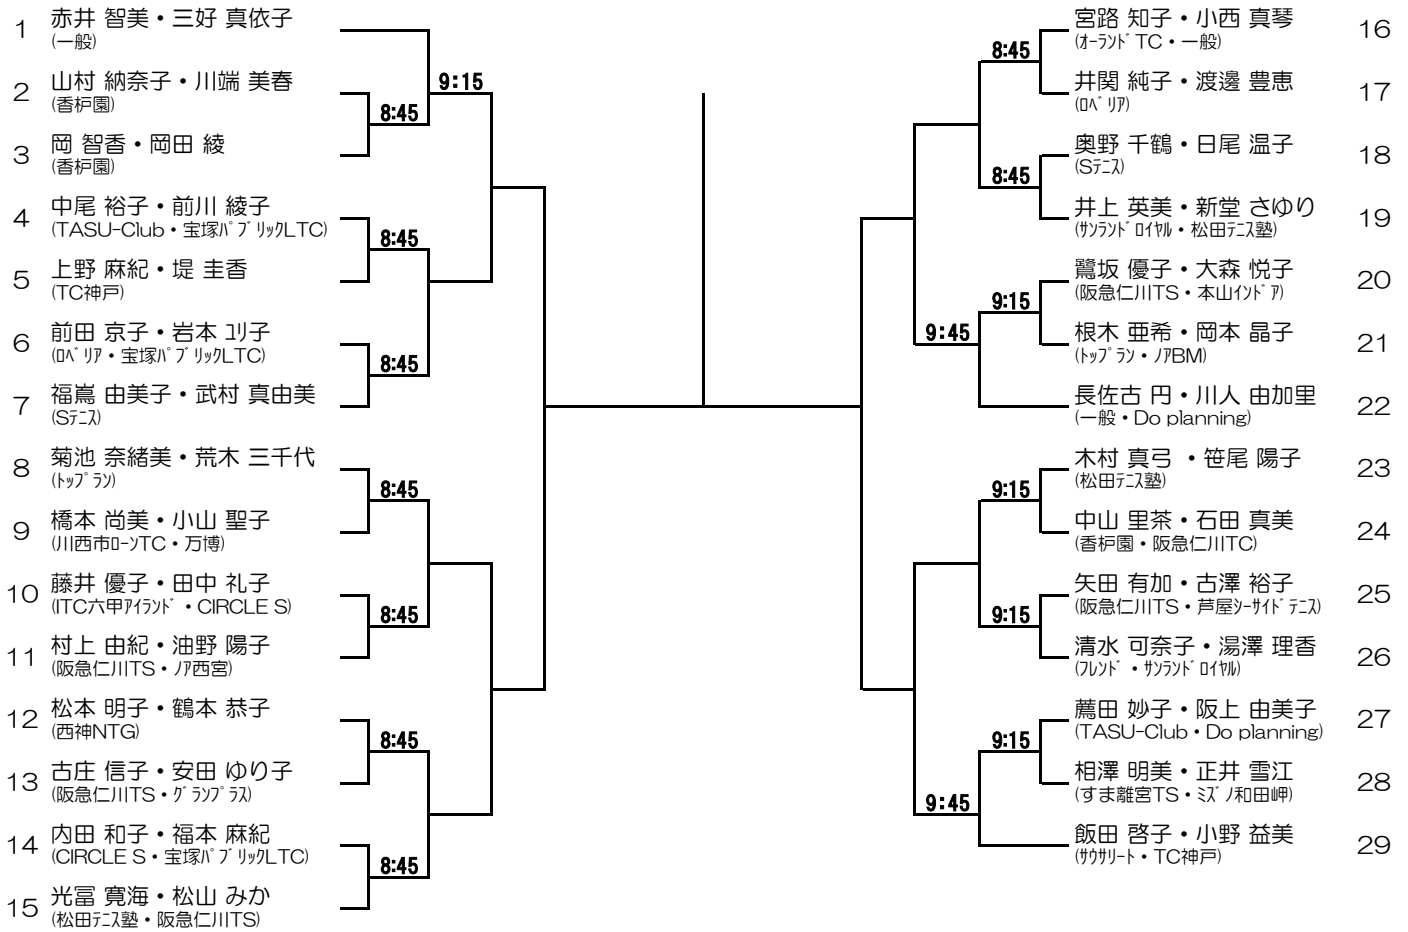 1 赤井 智美・三好 真依子
(一般)
9:15
2 山村 納奈子・川端 美春
(香枦園)
8:45
3 岡 智香・岡田 綾
(香枦園)
4 中尾 裕子・前川 綾子
(TASU-Club・宝塚ﾊﾟﾌﾞﾘｯｸLTC)
8:45
5 上野 麻紀・堤 圭香
(TC神戸)
6 前田 京子・岩本 ﾕﾘ子
(ﾛﾍﾞﾘｱ・宝塚ﾊﾟﾌﾞﾘｯｸLTC)
8:45
7 福嶌 由美子・武村 真由美
(Sﾃﾆｽ)
8 菊池 奈緒美・荒木 三千代
(ﾄｯﾌﾟﾗﾝ)
8:45
9 橋本 尚美・小山 聖子
(川西市ﾛｰﾝTC・万博)
10 藤井 優子・田中 礼子
(ITC六甲ｱｲﾗﾝﾄﾞ・CIRCLE S)
8:45
11 村上 由紀・油野 陽子
(阪急仁川TS・ﾉｱ西宮)
12 松本 明子・鶴本 恭子
(西神NTG)
8:45
13 古庄 信子・安田 ゆり子
(阪急仁川TS・ｸﾞﾗﾝﾌﾟﾗｽ)
14 内田 和子・福本 麻紀
(CIRCLE S・宝塚ﾊﾟﾌﾞﾘｯｸLTC)
8:45
15 光冨 寛海・松山 みか
(松田ﾃﾆｽ塾・阪急仁川TS)
宮路 知子・小西 真琴 16
(ｵｰﾗﾝﾄﾞTC・一般)
8:45
井関 純子・渡邊 豊恵 17
(ﾛﾍﾞﾘｱ)
奥野 千鶴・日尾 温子 18
(Sﾃﾆｽ)
8:45
井上 英美・新堂 さゆり 19
(ｻﾝﾗﾝﾄﾞﾛｲﾔﾙ・松田ﾃﾆｽ塾)
鷺坂 優子・大森 悦子 20
(阪急仁川TS・本山ｲﾝﾄﾞｱ)
9:15
9:45
根木 亜希・岡本 晶子 21
(ﾄｯﾌﾟﾗﾝ・ﾉｱBM)
長佐古 円・川人 由加里 22
(一般・Do planning)
木村 真弓 ・笹尾 陽子 23
(松田ﾃﾆｽ塾)
9:15
中山 里茶・石田 真美 24
(香枦園・阪急仁川TC)
矢田 有加・古澤 裕子 25
(阪急仁川TS・芦屋ｼｰｻｲﾄﾞﾃﾆｽ)
9:15
清水 可奈子・湯澤 理香 26
(ﾌﾚﾝﾄﾞ・ｻﾝﾗﾝﾄﾞﾛｲﾔﾙ)
薦田 妙子・阪上 由美子 27
(TASU-Club・Do planning)
9:15
相澤 明美・正井 雪江 28
(すま離宮TS・ﾐｽﾞﾉ和田岬)
9:45
飯田 啓子・小野 益美 29
(ｻｳｻﾘｰﾄ・TC神戸)